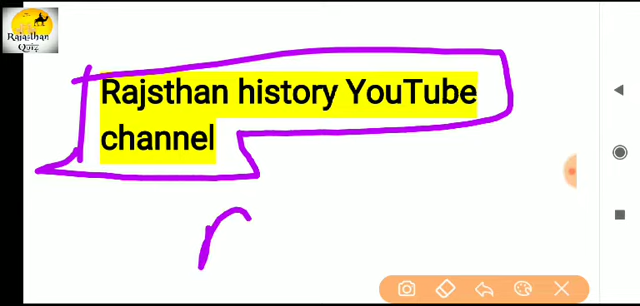 Rajasthan
Quiz
Rajsthan history YouTube
channel
r